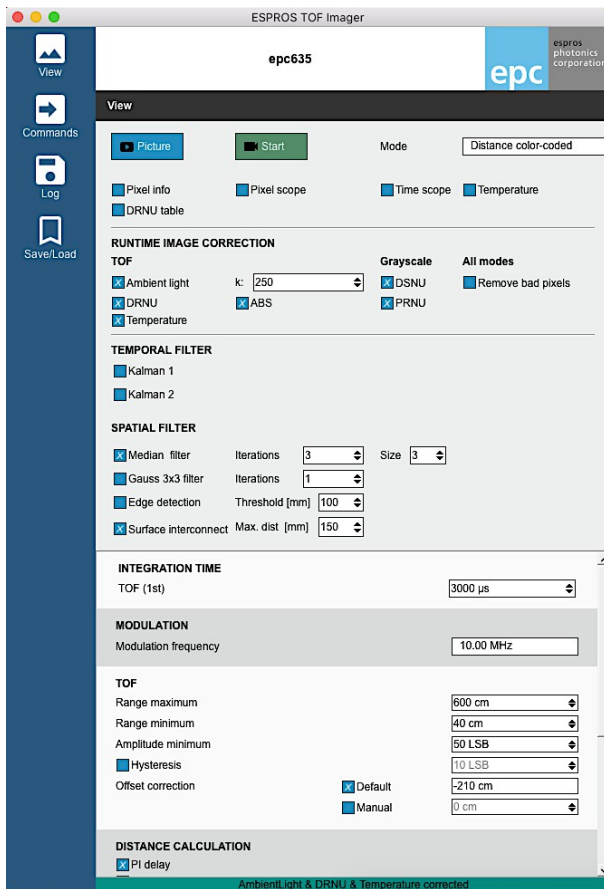 ESPROS TOF Imager
View
Commands
Log
Save/Load
epc635
epc
espros
photonics
corporation
View
Picture Start Mode Distance color-coded
Pixel info Pixel scope Time scope Temperature
DRNU table
RUNTIME IMAGE CORRECTION
TOF Grayscale All modes
Ambient light k: 250 DSNU Remove bad pixels
DRNU ABS PRNU
Temperature
TEMPORAL FILTER
Kalman 1
Kalman 2
SPATIAL FILTER
Median filter Iterations 3 Size 3
Gauss 3x3 filter Iterations 1
Edge detection Threshold [mm] 100
Surface interconnect Max. dist [mm] 150
INTEGRATION TIME
TOF (1st) 3000 µs
MODULATION
Modulation frequency 10.00 MHz
TOF
Range maximum 600 cm
Range minimum 40 cm
Amplitude minimum 50 LSB
Hysteresis 10 LSB
Offset correction Default -210 cm
Manual 0 cm
DISTANCE CALCULATION
PI delay
AmbientLight & DRNU & Temperature corrected